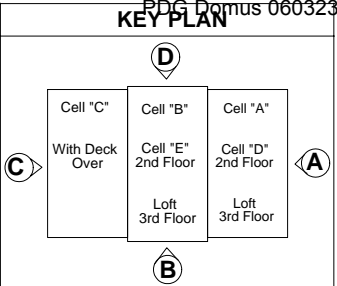 PDG Domus 060323
KEY PLAN
D
Cell "C"
With Deck
Over
Cell "B"
Cell "E"
2nd Floor
Loft
3rd Floor
Cell "A"
Cell "D"
2nd Floor
Loft
3rd Floor
C
A
B